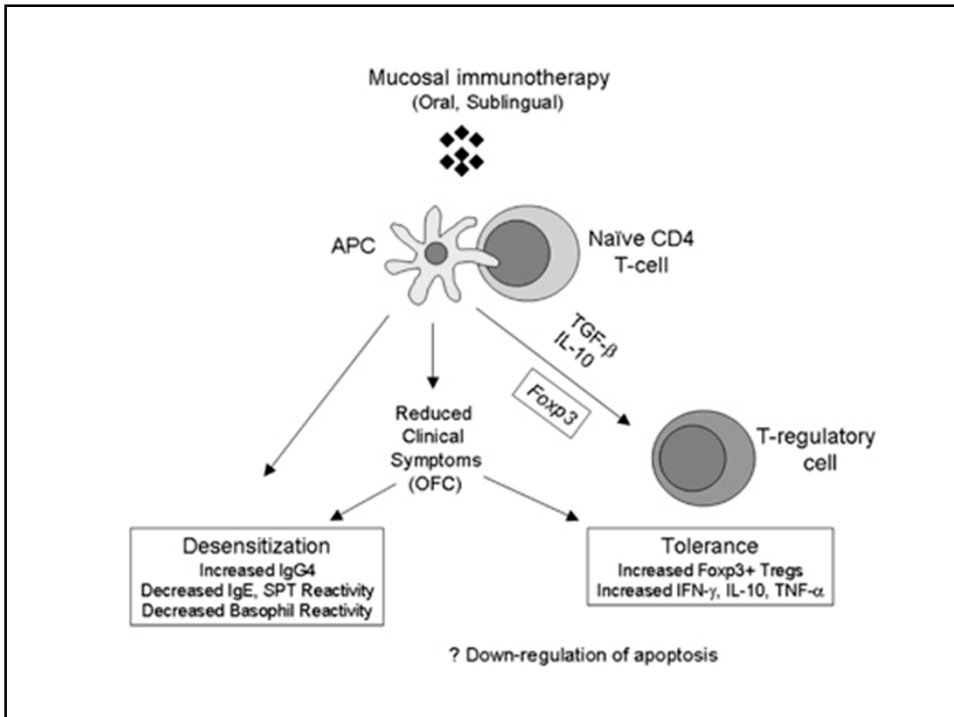 Mucosal immunotherapy
(Oral, Sublingual)
APC
Naïve CD4
T-cell
TGF-β
IL-10
Foxp3
Reduced
Clinical
Symptoms
(OFC)
T-regulatory
cell
Desensitization
Increased IgG4
Decreased IgE, SPT Reactivity
Decreased Basophil Reactivity
Tolerance
Increased Foxp3+ Tregs
Increased IFN-γ, IL-10, TNF-α
? Down-regulation of apoptosis